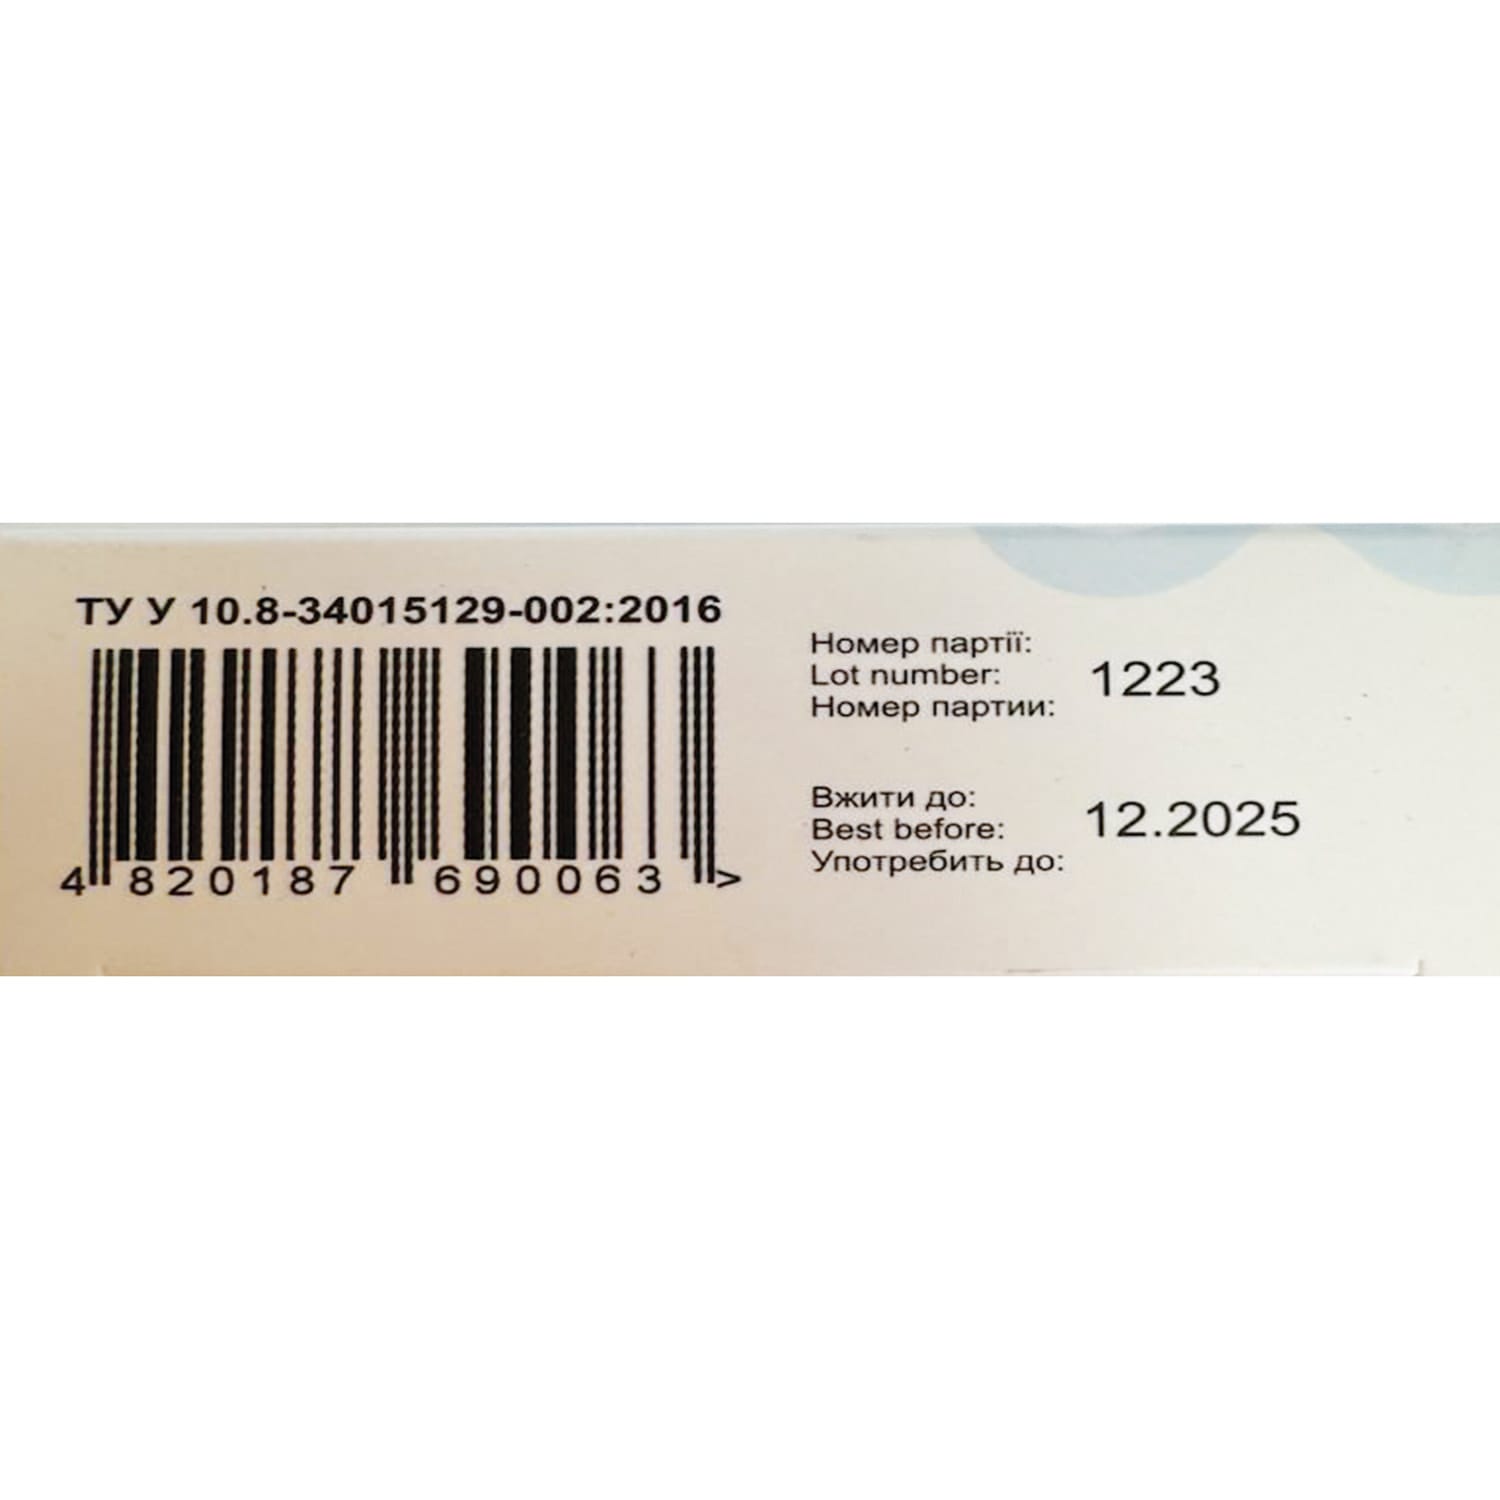 ТУ У 10.8-34015129-002:2016
4 820187 690063 >
Номер партії:
Lot number:
Номер партии:
1223
Вжити до:
Best before:
Употребить до:
12.2025